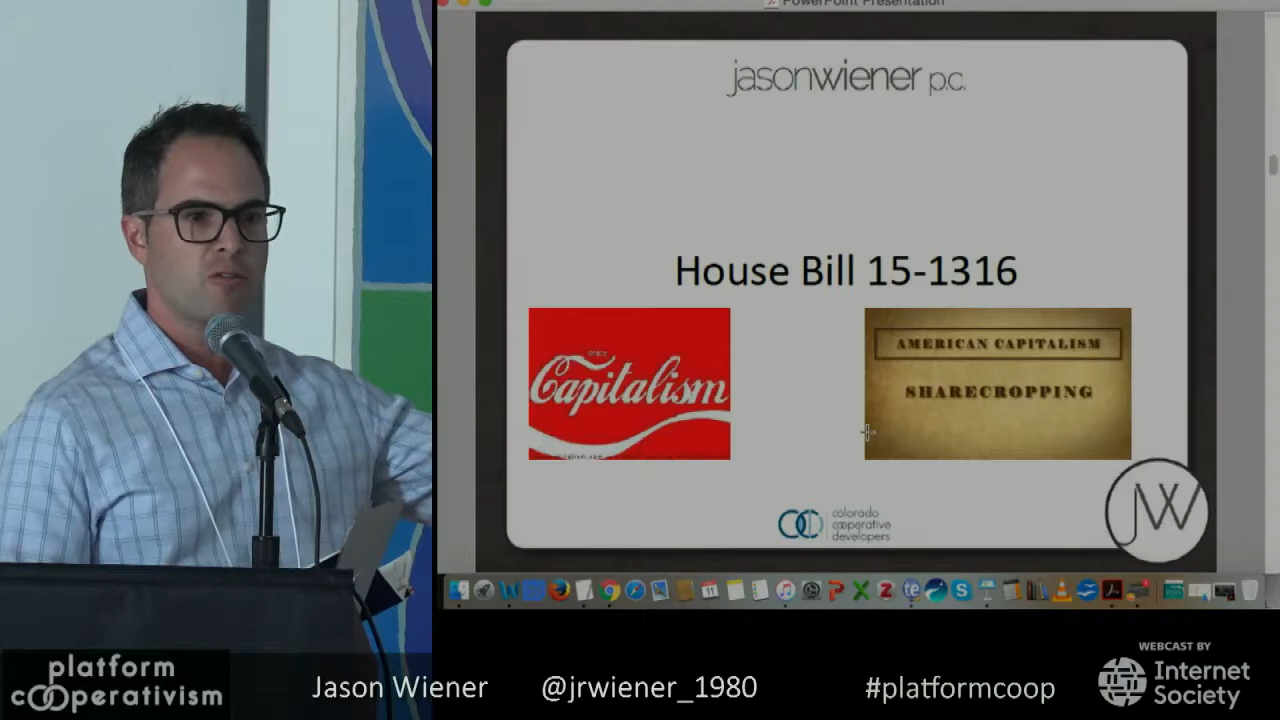 PowerPoint Presentation
jasonwiener p.c.
House Bill 15-1316
Capitalism
AMERICAN CAPITALISM
SHARECROPPING
colorado
cooperative
developers
JW
platform
cooperativism
Jason Wiener
@jrwiener_1980
#platformcoop
WEBCAST BY
Internet
Society